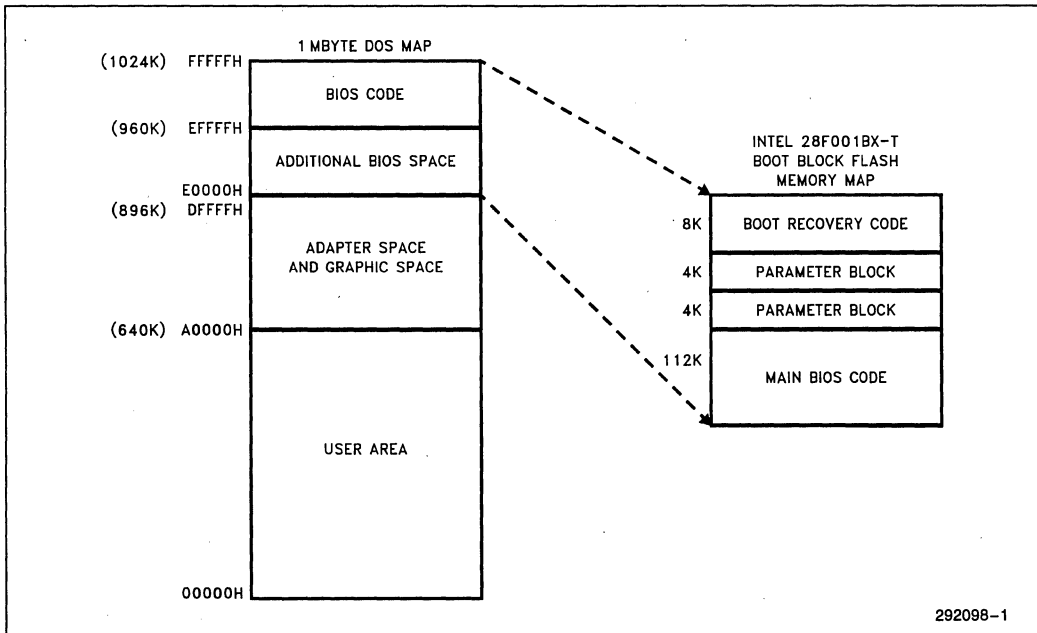 1 MBYTE DOS MAP
(1024K) FFFFFH
BIOS CODE
(960K) EFFFFH
ADDITIONAL BIOS SPACE
E0000H
(896K) DFFFFH
ADAPTER SPACE
AND GRAPHIC SPACE
(640K) A0000H
USER AREA
00000H
INTEL 28F001BX-T
BOOT BLOCK FLASH
MEMORY MAP
8K BOOT RECOVERY CODE
4K PARAMETER BLOCK
4K PARAMETER BLOCK
112K
MAIN BIOS CODE
292098-1